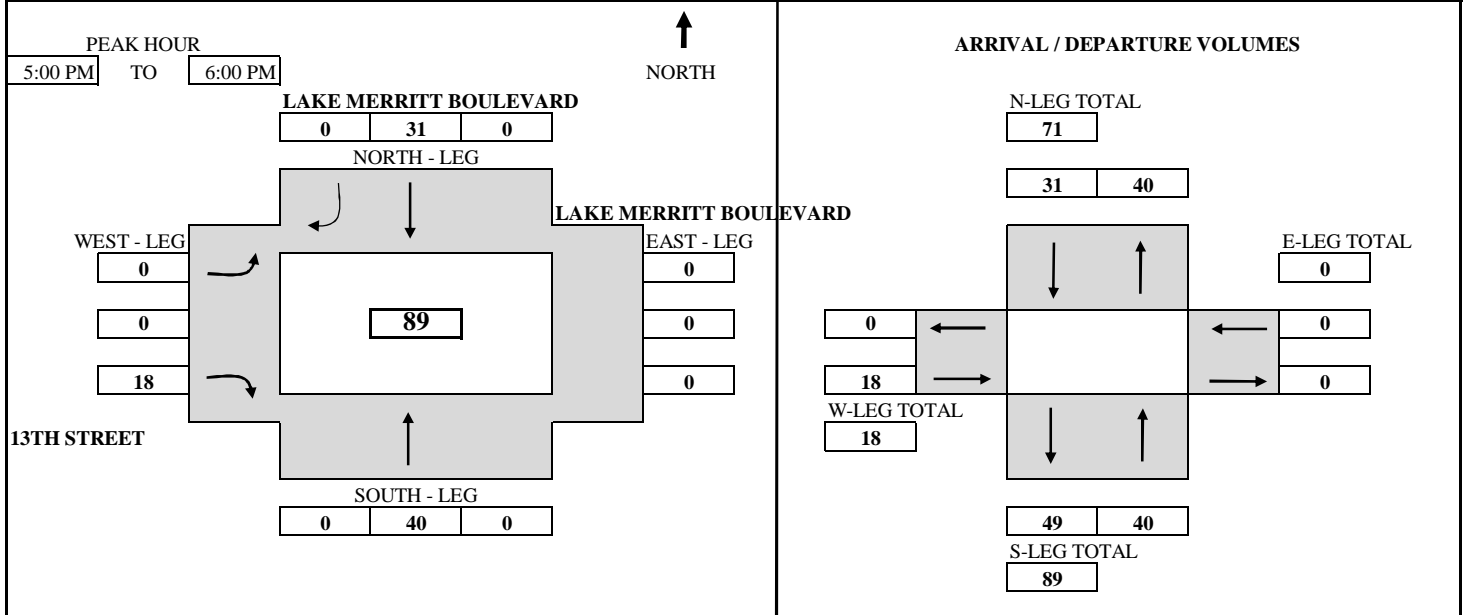 PEAK HOUR
5:00 PM TO 6:00 PM
NORTH
LAKE MERRITT BOULEVARD
0 31 0
NORTH - LEG
LAKE MERRITT BOULEVARD
WEST - LEG
EAST - LEG
0
0
0
89
0
18
0
13TH STREET
SOUTH - LEG
0 40 0
ARRIVAL / DEPARTURE VOLUMES
N-LEG TOTAL
71
31 40
E-LEG TOTAL
0
0
0
18
0
W-LEG TOTAL
18
49 40
S-LEG TOTAL
89